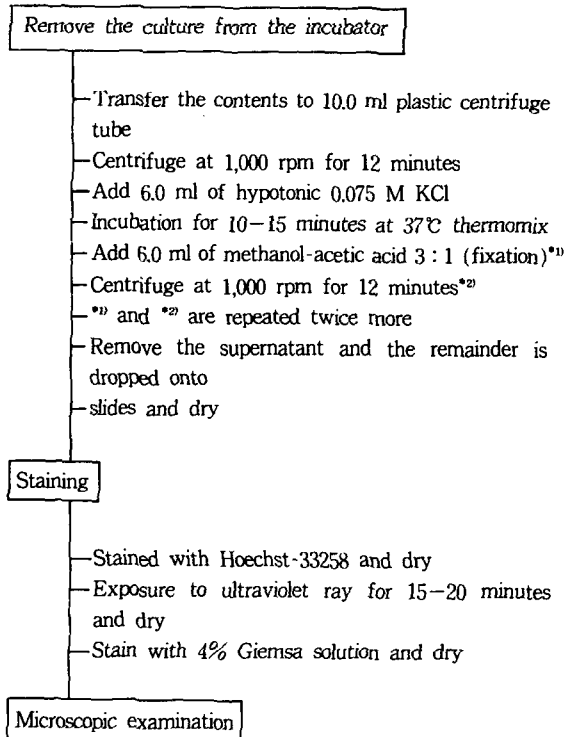 Remove the culture from the incubator
Transfer the contents to 10.0 ml plastic centrifuge
tube
Centrifuge at 1,000 rpm for 12 minutes
Add 6.0 ml of hypotonic 0.075 M KCl
Incubation for 10-15 minutes at 37℃ thermomix
Add 6.0 ml of methanol-acetic acid 3 : 1 (fixation)*1)
Centrifuge at 1,000 rpm for 12 minutes*2)
*1) and *2) are repeated twice more
Remove the supernatant and the remainder is
dropped onto
slides and dry
Staining
Stained with Hoechst-33258 and dry
Exposure to ultraviolet ray for 15-20 minutes
and dry
Stain with 4% Giemsa solution and dry
Microscopic examination